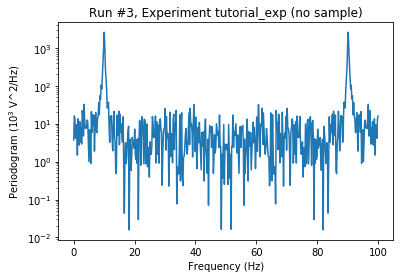 Run #3, Experiment tutorial_exp (no sample)
Periodogram (10³ V^2/Hz)
10³
10²
10¹
10⁰
10⁻¹
10⁻²
0 20 40 60 80 100
Frequency (Hz)